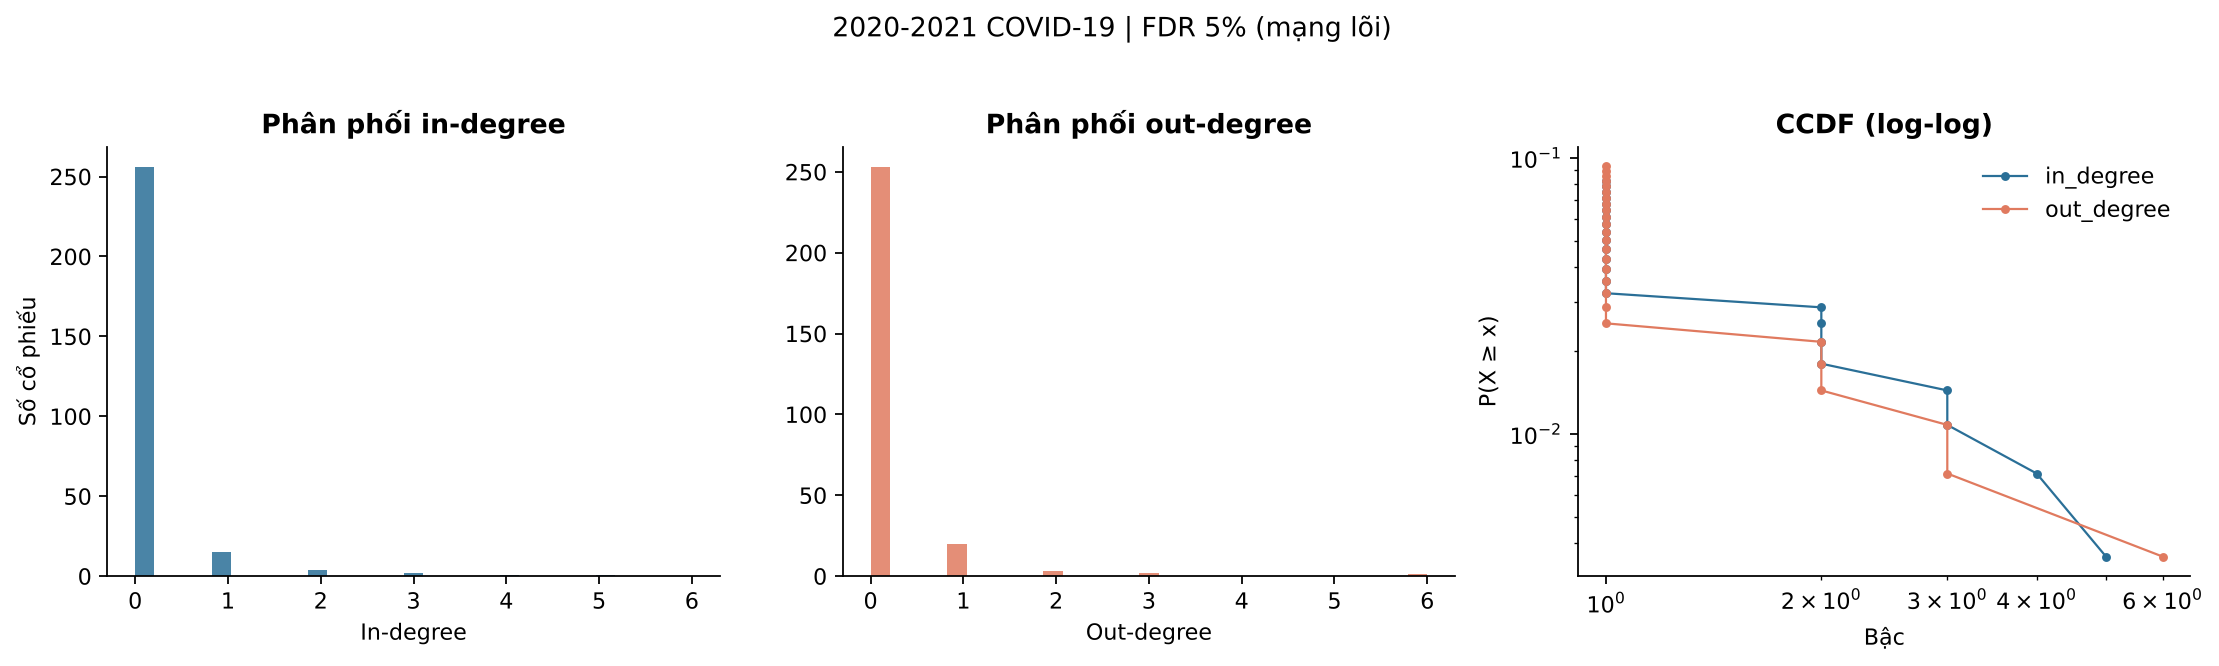 2020-2021 COVID-19 | FDR 5% (mạng lõi)
Phân phối in-degree
Số cổ phiếu
250
200
150
100
50
0
0 1 2 3 4 5 6
In-degree
Phân phối out-degree
250
200
150
100
50
0
0 1 2 3 4 5 6
Out-degree
CCDF (log-log)
P(X ≥ x)
10⁻¹
10⁻²
in_degree
out_degree
10⁰ 2 × 10⁰ 3 × 10⁰ 4 × 10⁰ 6 × 10⁰
Bậc